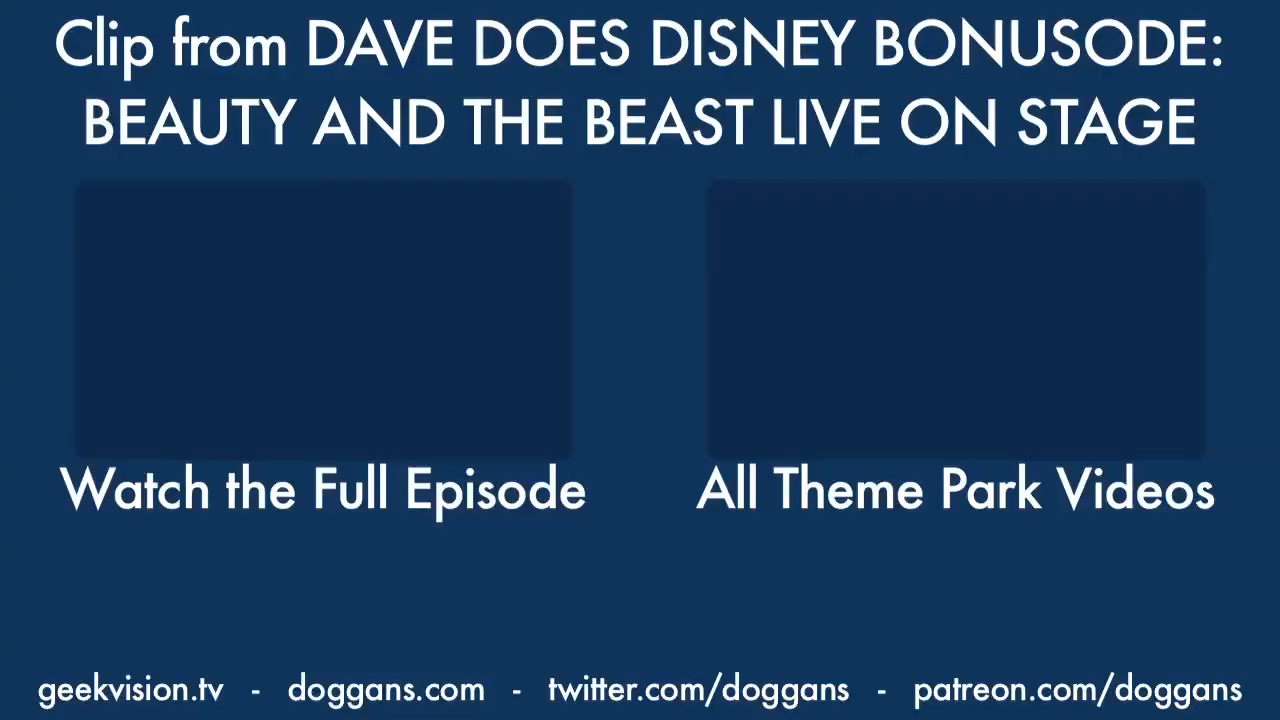 Clip from DAVE DOES DISNEY BONUSODE:
BEAUTY AND THE BEAST LIVE ON STAGE
Watch the Full Episode
All Theme Park Videos
geekvision.tv - doggans.com - twitter.com/doggans - patreon.com/doggans